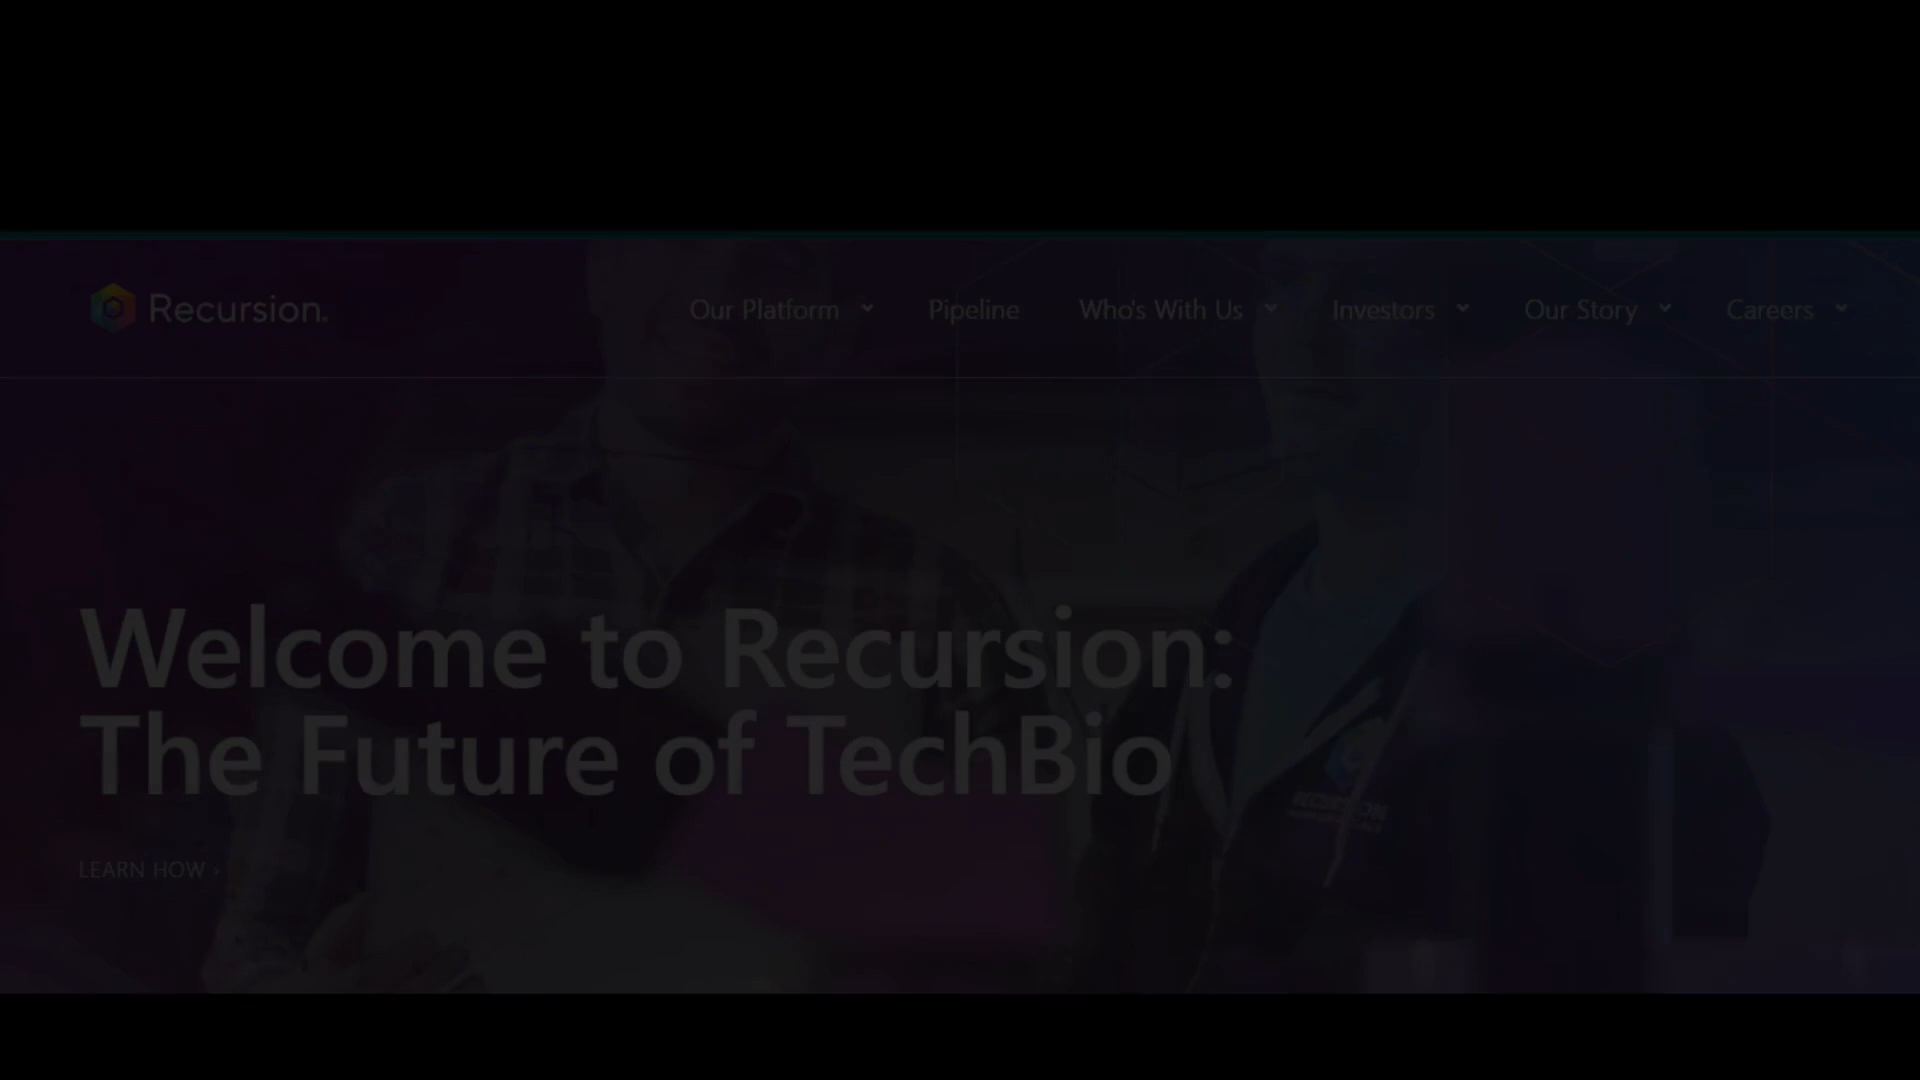 Recursion.
Our Platform
Pipeline
Who's With Us
Investors
Our Story
Careers
Welcome to Recursion:
The Future of TechBio
LEARN HOW ›
RECURSION